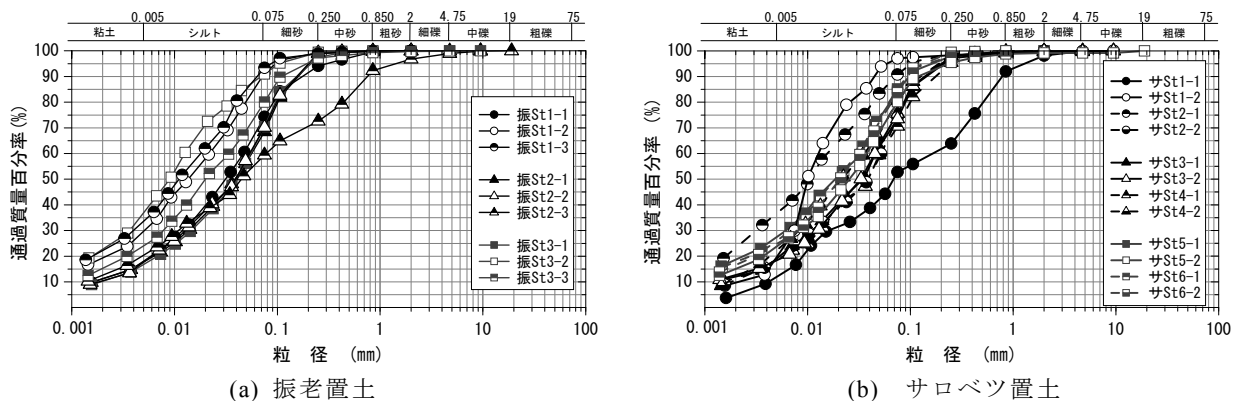 0.005 0.075 0.250 0.850 2 4.75 19 75
粘土 シルト 細砂 中砂 粗砂 細礫 中礫 粗礫
通過質量百分率(%)
100
90
80
70
60
50
40
30
20
10
振St1-1
振St1-2
振St1-3
振St2-1
振St2-2
振St2-3
振St3-1
振St3-2
振St3-3
0.001 0.01 0.1 1 10 100
粒 径 (mm)
(a) 振老置土
0.005 0.075 0.250 0.850 2 4.75 19 75
粘土 シルト 細砂 中砂 粗砂 細礫 中礫 粗礫
通過質量百分率(%)
100
90
80
70
60
50
40
30
20
10
サSt1-1
サSt1-2
サSt2-1
サSt2-2
サSt3-1
サSt3-2
サSt4-1
サSt4-2
サSt5-1
サSt5-2
サSt6-1
サSt6-2
0.001 0.01 0.1 1 10 100
粒 径 (mm)
(b) サロベツ置土